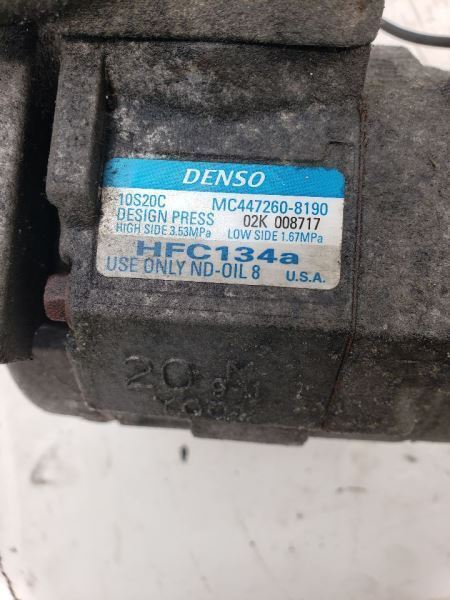 DENSO
10S20C MC447260-8190
DESIGN PRESS 02K 008717
HIGH SIDE 3.53MPa LOW SIDE 1.67MPa
HFC134a
USE ONLY ND-OIL 8 U.S.A.
20